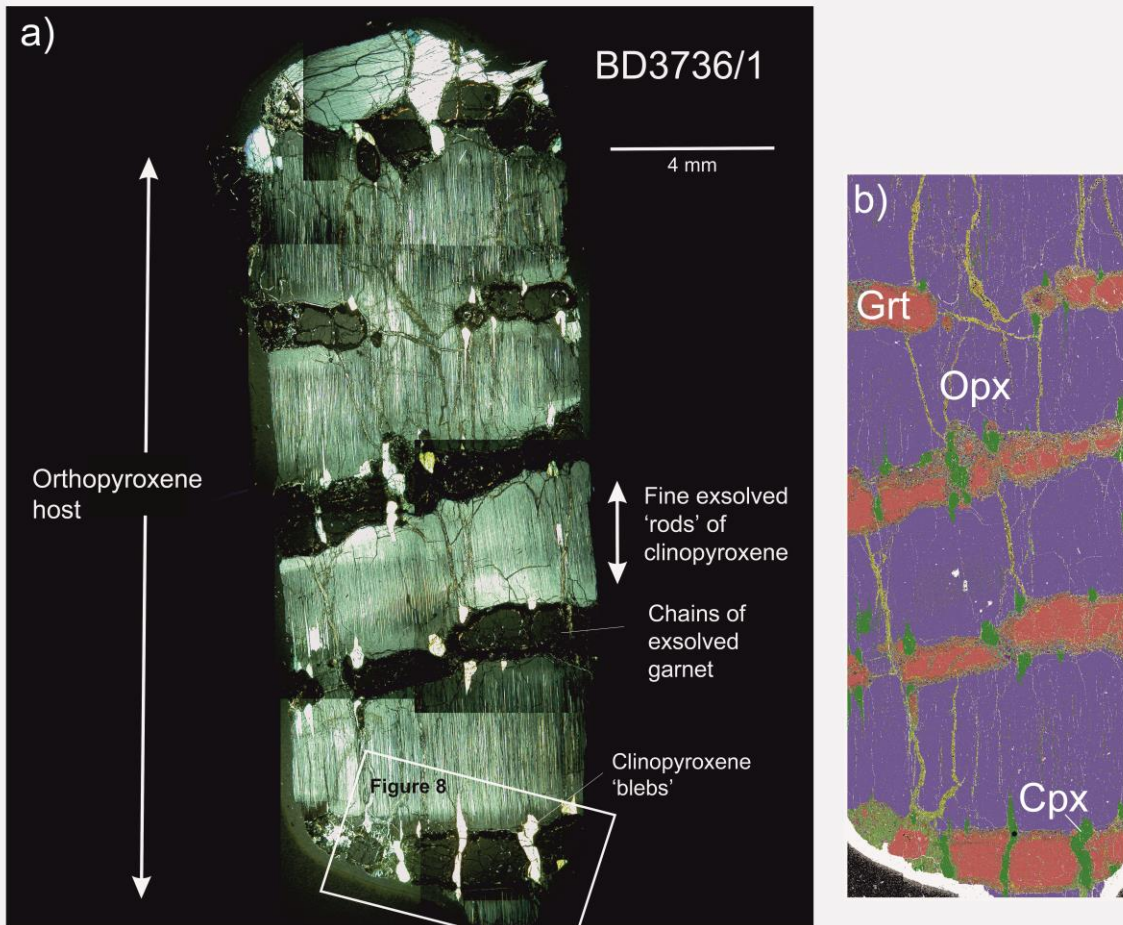 a)
BD3736/1
4 mm
Orthopyroxene
host
Fine exsolved
‘rods’ of
clinopyroxene
Chains of
exsolved
garnet
Clinopyroxene
‘blebs’
Figure 8
b)
Grt
Opx
Cpx